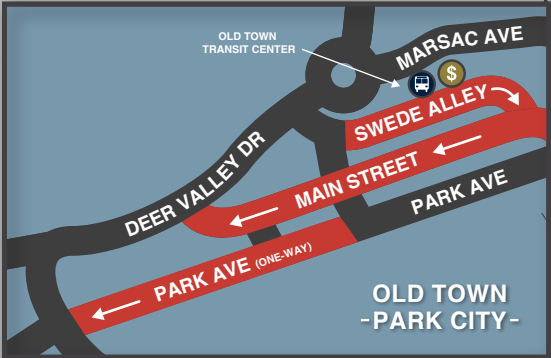 OLD TOWN
TRANSIT CENTER
MARSAC AVE
$
SWEDE ALLEY
DEER VALLEY DR
MAIN STREET
PARK AVE
PARK AVE (ONE-WAY)
OLD TOWN
-PARK CITY-